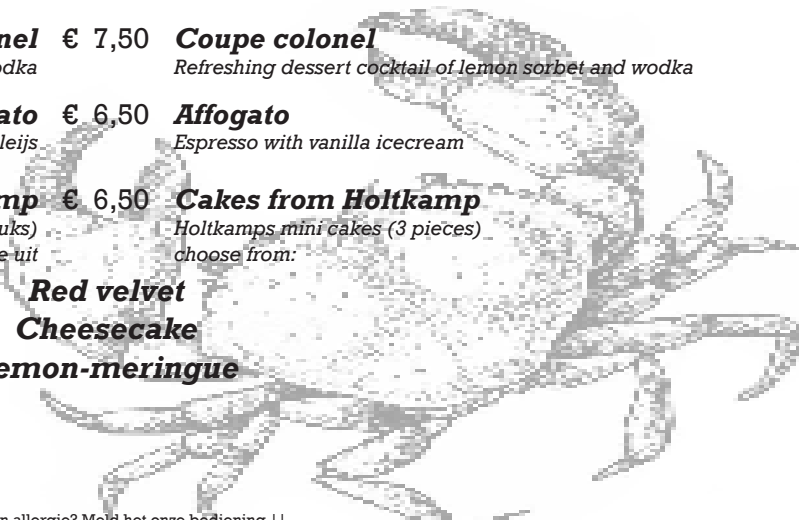 nel € 7,50 Coupe colonel
odka Refreshing dessert cocktail of lemon sorbet and wodka
ato € 6,50 Affogato
leijs Espresso with vanilla icecream
mp € 6,50 Cakes from Holtkamp
uks) Holtkamps mini cakes (3 pieces)
e uit choose from:
Red velvet
Cheesecake
emon-meringue
n allergie? Meld het onze bediening ||